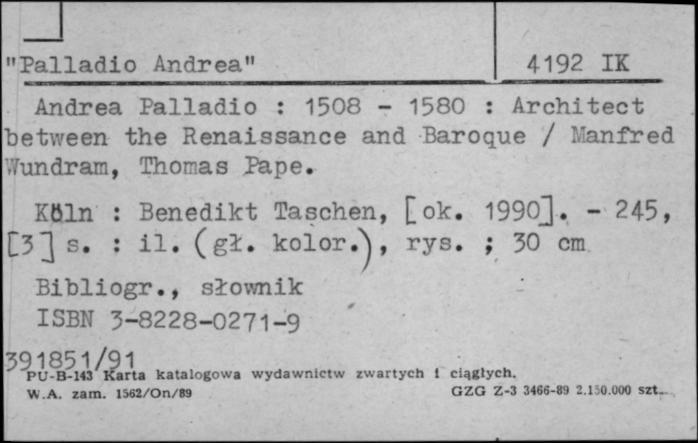 "Palladio Andrea" 4192 IK
Andrea Palladio : 1508 - 1580 : Architect
between the Renaissance and Baroque / Manfred
Wundram, Thomas Pape.
Köln : Benedikt Taschen, [ok. 1990]. - 245,
[3] s. : il. (gł. kolor.), rys. ; 30 cm
Bibliogr., słownik
ISBN 3-8228-0271-9
391851/91
PU-B-143 Karta katalogowa wydawnictw zwartych i ciągłych.
W.A. zam. 1562/On/89 GZG Z-3 3466-89 2.150.000 szt.